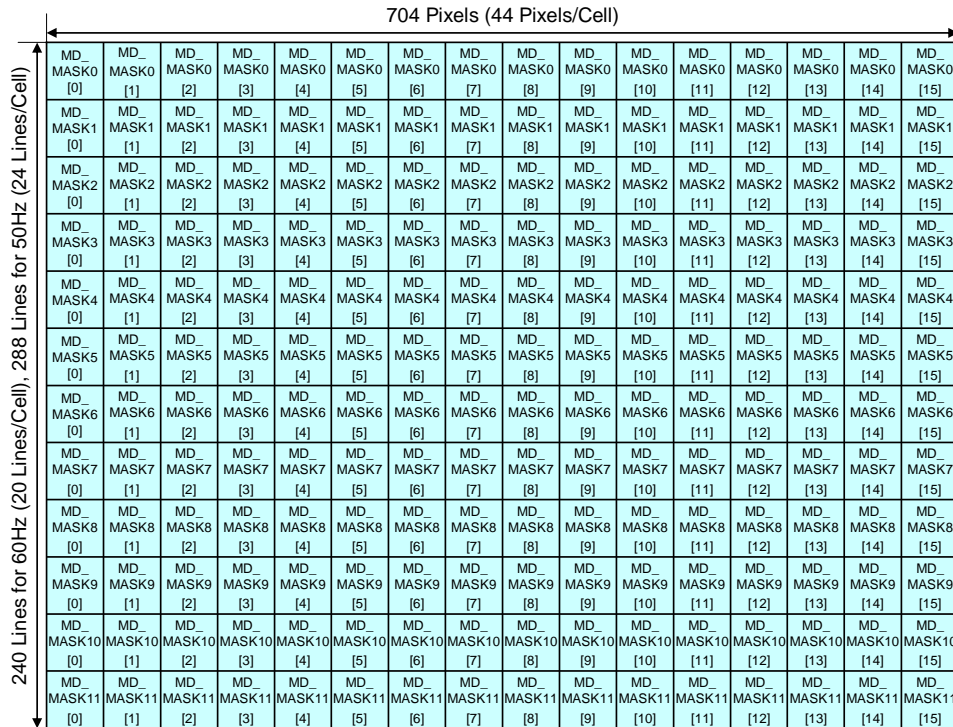 704 Pixels (44 Pixels/Cell)
240 Lines for 60Hz (20 Lines/Cell), 288 Lines for 50Hz (24 Lines/Cell)
MD_ MD_ MD_ MD_ MD_ MD_ MD_ MD_ MD_ MD_ MD_ MD_ MD_ MD_ MD_ MD_
MASK0 MASK0 MASK0 MASK0 MASK0 MASK0 MASK0 MASK0 MASK0 MASK0 MASK0 MASK0 MASK0 MASK0 MASK0 MASK0
[0] [1] [2] [3] [4] [5] [6] [7] [8] [9] [10] [11] [12] [13] [14] [15]
MD_ MD_ MD_ MD_ MD_ MD_ MD_ MD_ MD_ MD_ MD_ MD_ MD_ MD_ MD_ MD_
MASK1 MASK1 MASK1 MASK1 MASK1 MASK1 MASK1 MASK1 MASK1 MASK1 MASK1 MASK1 MASK1 MASK1 MASK1 MASK1
[0] [1] [2] [3] [4] [5] [6] [7] [8] [9] [10] [11] [12] [13] [14] [15]
MD_ MD_ MD_ MD_ MD_ MD_ MD_ MD_ MD_ MD_ MD_ MD_ MD_ MD_ MD_ MD_
MASK2 MASK2 MASK2 MASK2 MASK2 MASK2 MASK2 MASK2 MASK2 MASK2 MASK2 MASK2 MASK2 MASK2 MASK2 MASK2
[0] [1] [2] [3] [4] [5] [6] [7] [8] [9] [10] [11] [12] [13] [14] [15]
MD_ MD_ MD_ MD_ MD_ MD_ MD_ MD_ MD_ MD_ MD_ MD_ MD_ MD_ MD_ MD_
MASK3 MASK3 MASK3 MASK3 MASK3 MASK3 MASK3 MASK3 MASK3 MASK3 MASK3 MASK3 MASK3 MASK3 MASK3 MASK3
[0] [1] [2] [3] [4] [5] [6] [7] [8] [9] [10] [11] [12] [13] [14] [15]
MD_ MD_ MD_ MD_ MD_ MD_ MD_ MD_ MD_ MD_ MD_ MD_ MD_ MD_ MD_ MD_
MASK4 MASK4 MASK4 MASK4 MASK4 MASK4 MASK4 MASK4 MASK4 MASK4 MASK4 MASK4 MASK4 MASK4 MASK4 MASK4
[0] [1] [2] [3] [4] [5] [6] [7] [8] [9] [10] [11] [12] [13] [14] [15]
MD_ MD_ MD_ MD_ MD_ MD_ MD_ MD_ MD_ MD_ MD_ MD_ MD_ MD_ MD_ MD_
MASK5 MASK5 MASK5 MASK5 MASK5 MASK5 MASK5 MASK5 MASK5 MASK5 MASK5 MASK5 MASK5 MASK5 MASK5 MASK5
[0] [1] [2] [3] [4] [5] [6] [7] [8] [9] [10] [11] [12] [13] [14] [15]
MD_ MD_ MD_ MD_ MD_ MD_ MD_ MD_ MD_ MD_ MD_ MD_ MD_ MD_ MD_ MD_
MASK6 MASK6 MASK6 MASK6 MASK6 MASK6 MASK6 MASK6 MASK6 MASK6 MASK6 MASK6 MASK6 MASK6 MASK6 MASK6
[0] [1] [2] [3] [4] [5] [6] [7] [8] [9] [10] [11] [12] [13] [14] [15]
MD_ MD_ MD_ MD_ MD_ MD_ MD_ MD_ MD_ MD_ MD_ MD_ MD_ MD_ MD_ MD_
MASK7 MASK7 MASK7 MASK7 MASK7 MASK7 MASK7 MASK7 MASK7 MASK7 MASK7 MASK7 MASK7 MASK7 MASK7 MASK7
[0] [1] [2] [3] [4] [5] [6] [7] [8] [9] [10] [11] [12] [13] [14] [15]
MD_ MD_ MD_ MD_ MD_ MD_ MD_ MD_ MD_ MD_ MD_ MD_ MD_ MD_ MD_ MD_
MASK8 MASK8 MASK8 MASK8 MASK8 MASK8 MASK8 MASK8 MASK8 MASK8 MASK8 MASK8 MASK8 MASK8 MASK8 MASK8
[0] [1] [2] [3] [4] [5] [6] [7] [8] [9] [10] [11] [12] [13] [14] [15]
MD_ MD_ MD_ MD_ MD_ MD_ MD_ MD_ MD_ MD_ MD_ MD_ MD_ MD_ MD_ MD_
MASK9 MASK9 MASK9 MASK9 MASK9 MASK9 MASK9 MASK9 MASK9 MASK9 MASK9 MASK9 MASK9 MASK9 MASK9 MASK9
[0] [1] [2] [3] [4] [5] [6] [7] [8] [9] [10] [11] [12] [13] [14] [15]
MD_ MD_ MD_ MD_ MD_ MD_ MD_ MD_ MD_ MD_ MD_ MD_ MD_ MD_ MD_ MD_
MASK10 MASK10 MASK10 MASK10 MASK10 MASK10 MASK10 MASK10 MASK10 MASK10 MASK10 MASK10 MASK10 MASK10 MASK10 MASK10
[0] [1] [2] [3] [4] [5] [6] [7] [8] [9] [10] [11] [12] [13] [14] [15]
MD_ MD_ MD_ MD_ MD_ MD_ MD_ MD_ MD_ MD_ MD_ MD_ MD_ MD_ MD_ MD_
MASK11 MASK11 MASK11 MASK11 MASK11 MASK11 MASK11 MASK11 MASK11 MASK11 MASK11 MASK11 MASK11 MASK11 MASK11 MASK11
[0] [1] [2] [3] [4] [5] [6] [7] [8] [9] [10] [11] [12] [13] [14] [15]